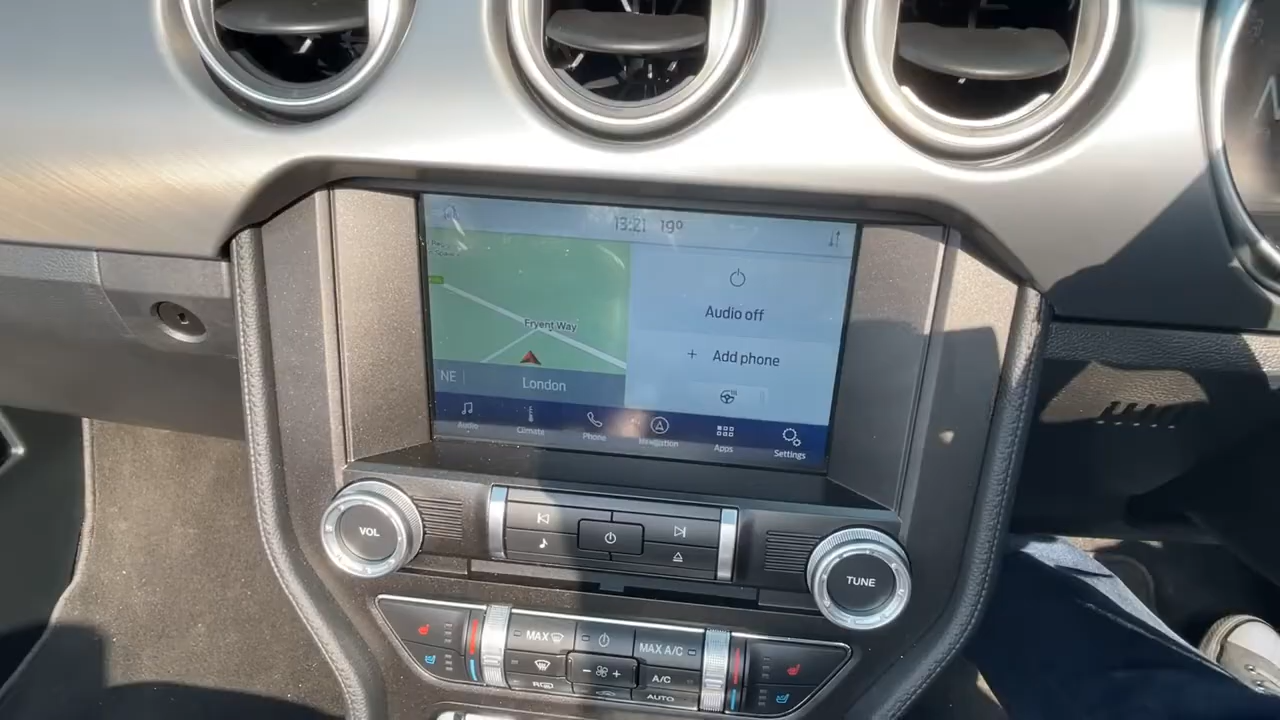 13:21 19°
Fryent Way
NE
London
Audio off
+ Add phone
Audio
Climate
Phone
Navigation
Apps
Settings
VOL
TUNE
MAX
MAX A/C
A/C
R
AUTO